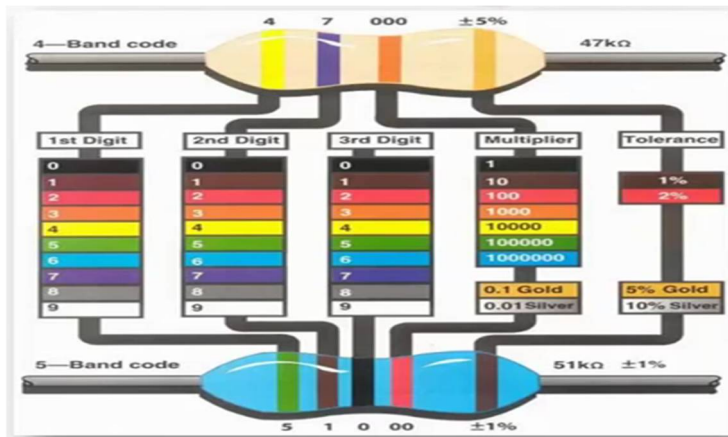 4 7 000 ±5%
4—Band code 47kΩ
1st Digit 2nd Digit 3rd Digit Multiplier Tolerance
0 0 0 1
1 1 1 10 1%
2 2 2 100 2%
3 3 3 1000
4 4 4 10000
5 5 5 100000
6 6 6 1000000
7 7 7
8 8 8 0.1 Gold 5% Gold
9 9 9 0.01 Silver 10% Silver
5—Band code 51kΩ ±1%
5 1 0 00 ±1%